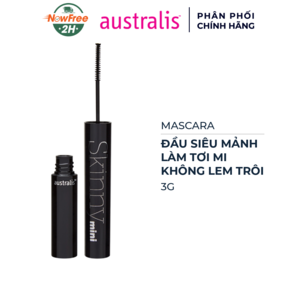 NowFree
2H
australis
PHÂN PHỐI
CHÍNH HÃNG
MASCARA
ĐẦU SIÊU MẢNH
LÀM TƠI MI
KHÔNG LEM TRÔI
3G
australis
Skinny
mini